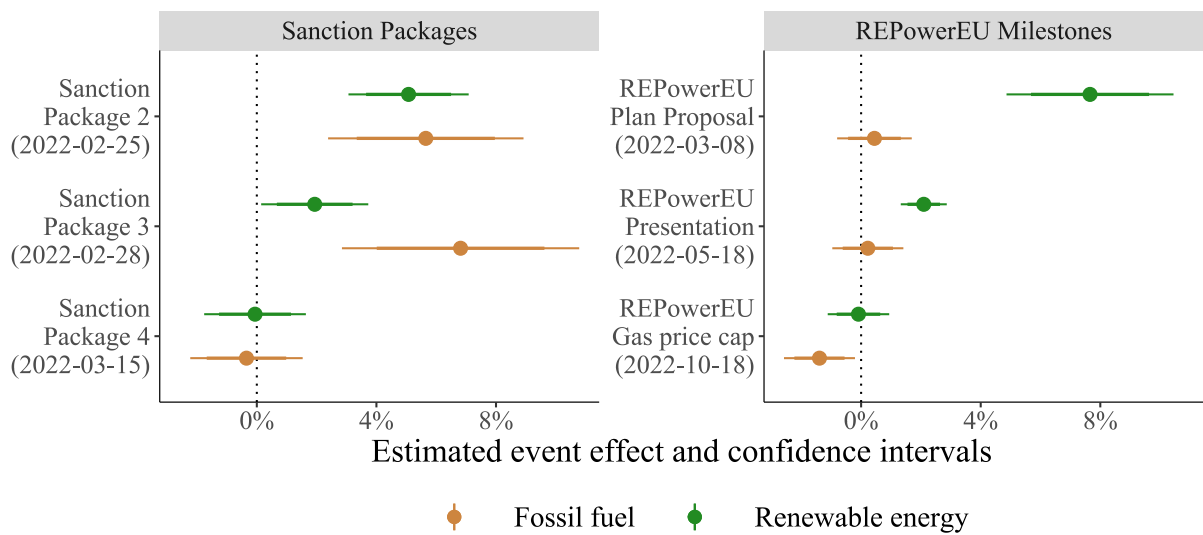 Sanction Packages
REPowerEU Milestones
Sanction
Package 2
(2022-02-25)
Sanction
Package 3
(2022-02-28)
Sanction
Package 4
(2022-03-15)
REPowerEU
Plan Proposal
(2022-03-08)
REPowerEU
Presentation
(2022-05-18)
REPowerEU
Gas price cap
(2022-10-18)
0% 4% 8%
0% 4% 8%
Estimated event effect and confidence intervals
Fossil fuel
Renewable energy